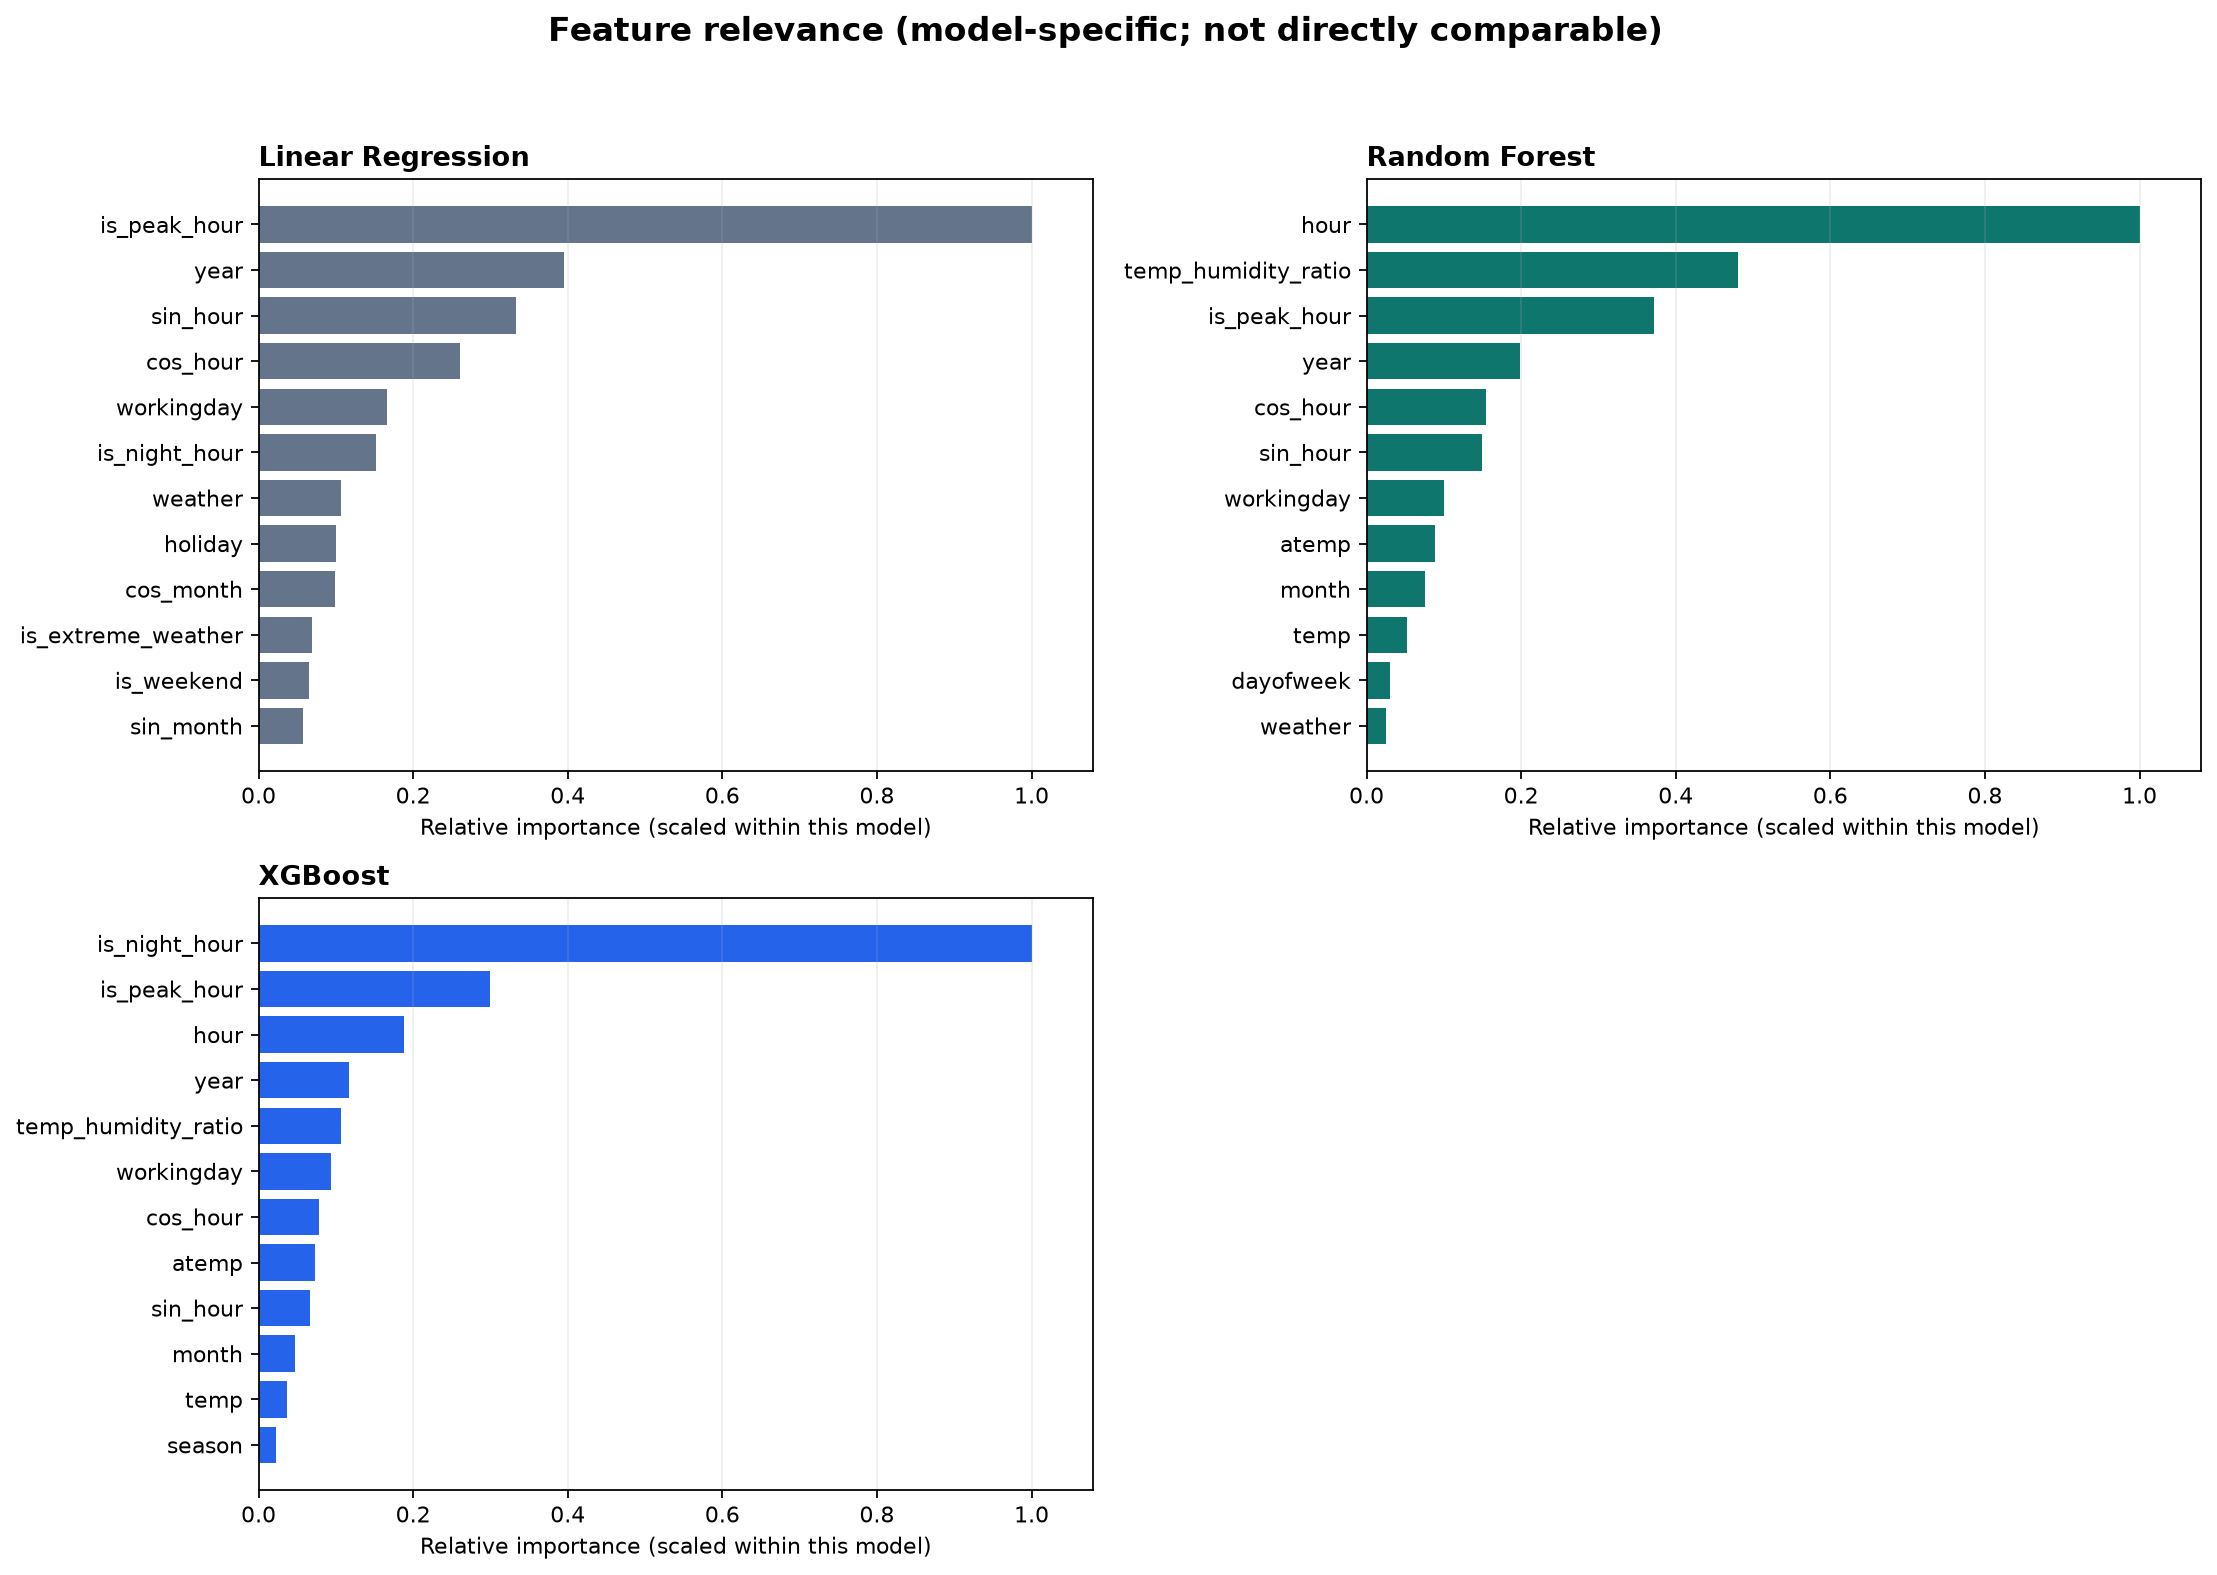 Feature relevance (model-specific; not directly comparable)
Linear Regression
is_peak_hour
year
sin_hour
cos_hour
workingday
is_night_hour
weather
holiday
cos_month
is_extreme_weather
is_weekend
sin_month
0.0 0.2 0.4 0.6 0.8 1.0
Relative importance (scaled within this model)
Random Forest
hour
temp_humidity_ratio
is_peak_hour
year
cos_hour
sin_hour
workingday
atemp
month
temp
dayofweek
weather
0.0 0.2 0.4 0.6 0.8 1.0
Relative importance (scaled within this model)
XGBoost
is_night_hour
is_peak_hour
hour
year
temp_humidity_ratio
workingday
cos_hour
atemp
sin_hour
month
temp
season
0.0 0.2 0.4 0.6 0.8 1.0
Relative importance (scaled within this model)